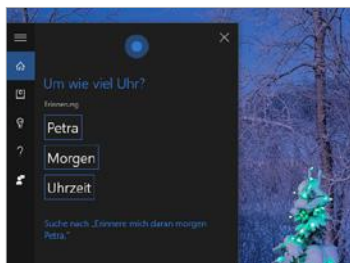 Um wie viel Uhr?
Erinnerung
Petra
Morgen
Uhrzeit
Suche nach „Erinnere mich daran morgen
Petra."